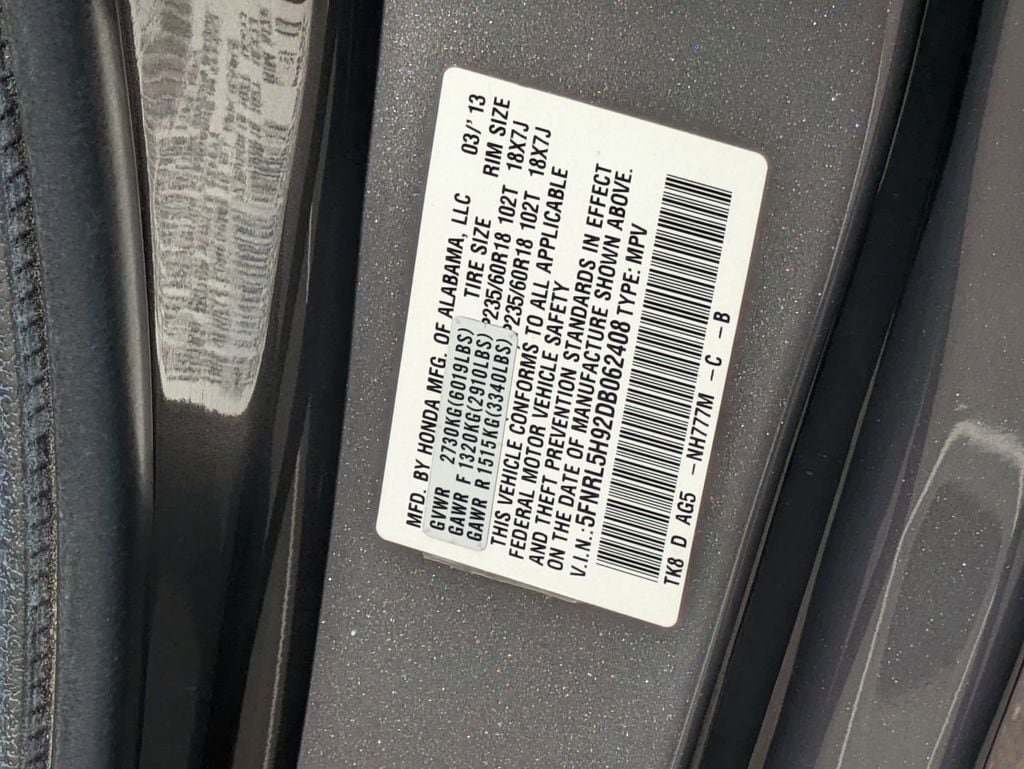 MFD. BY HONDA MFG. OF ALABAMA, LLC 03/'13
GVWR 2730KG(6019LBS) TIRE SIZE RIM SIZE
GAWR F 1320KG(2910LBS) P235/60R18 102T 18X7J
GAWR R 1515KG(3340LBS) P235/60R18 102T 18X7J
THIS VEHICLE CONFORMS TO ALL APPLICABLE
FEDERAL MOTOR VEHICLE SAFETY
AND THEFT PREVENTION STANDARDS IN EFFECT
ON THE DATE OF MANUFACTURE SHOWN ABOVE.
V.I.N.:5FNRL5H92DB062408 TYPE: MPV
TK8 D AG5 -NH777M -C -B